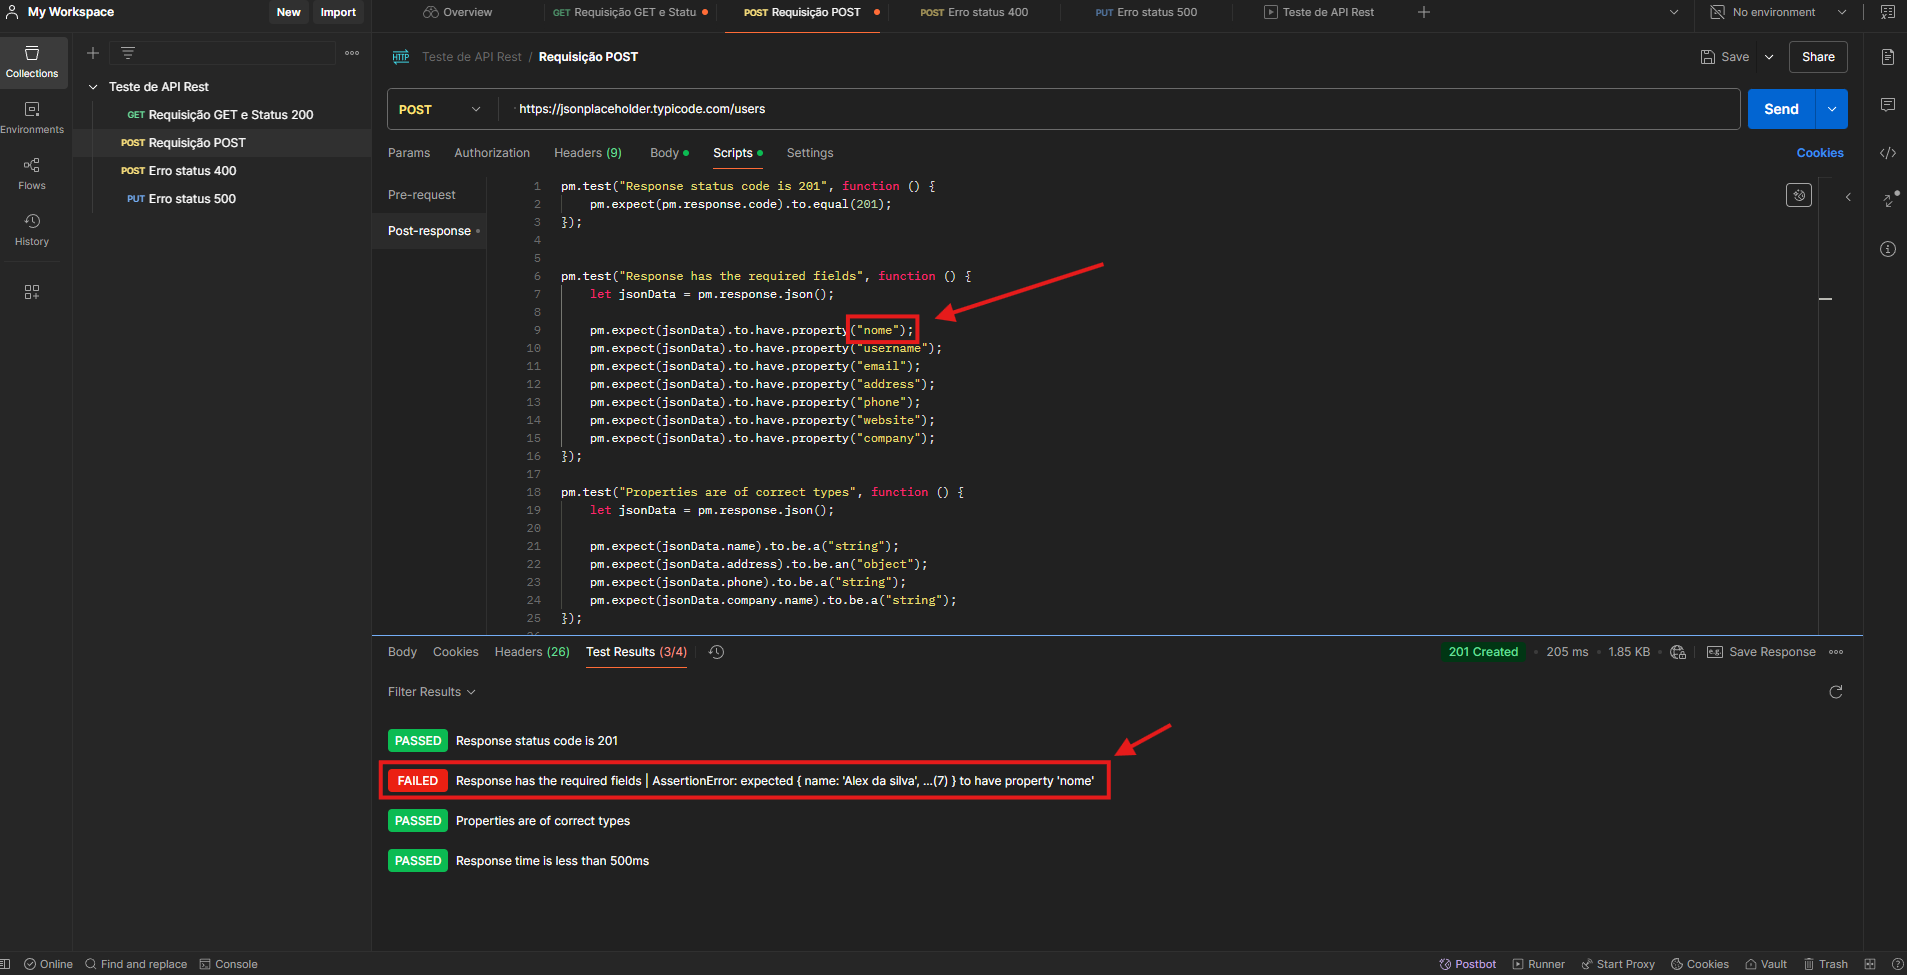 My Workspace
New
Import
Overview
GET Requisição GET e Statu
POST Requisição POST
POST Erro status 400
PUT Erro status 500
Teste de API Rest
No environment
Collections
Environments
Flows
History
Teste de API Rest
GET Requisição GET e Status 200
POST Requisição POST
POST Erro status 400
PUT Erro status 500
HTTP Teste de API Rest / Requisição POST
Save
Share
POST
https://jsonplaceholder.typicode.com/users
Send
Params
Authorization
Headers (9)
Body
Scripts
Settings
Cookies
Pre-request
Post-response
1 pm.test("Response status code is 201", function () {
2 pm.expect(pm.response.code).to.equal(201);
3 });
4
5
6 pm.test("Response has the required fields", function () {
7 let jsonData = pm.response.json();
8
9 pm.expect(jsonData).to.have.property("nome");
10 pm.expect(jsonData).to.have.property("username");
11 pm.expect(jsonData).to.have.property("email");
12 pm.expect(jsonData).to.have.property("address");
13 pm.expect(jsonData).to.have.property("phone");
14 pm.expect(jsonData).to.have.property("website");
15 pm.expect(jsonData).to.have.property("company");
16 });
17
18 pm.test("Properties are of correct types", function () {
19 let jsonData = pm.response.json();
20
21 pm.expect(jsonData.name).to.be.a("string");
22 pm.expect(jsonData.address).to.be.an("object");
23 pm.expect(jsonData.phone).to.be.a("string");
24 pm.expect(jsonData.company.name).to.be.a("string");
25 });
Body
Cookies
Headers (26)
Test Results (3/4)
201 Created
205 ms
1.85 KB
e.g. Save Response
Filter Results
PASSED Response status code is 201
FAILED Response has the required fields | AssertionError: expected { name: 'Alex da silva', …(7) } to have property 'nome'
PASSED Properties are of correct types
PASSED Response time is less than 500ms
Online
Find and replace
Console
Postbot
Runner
Start Proxy
Cookies
Vault
Trash